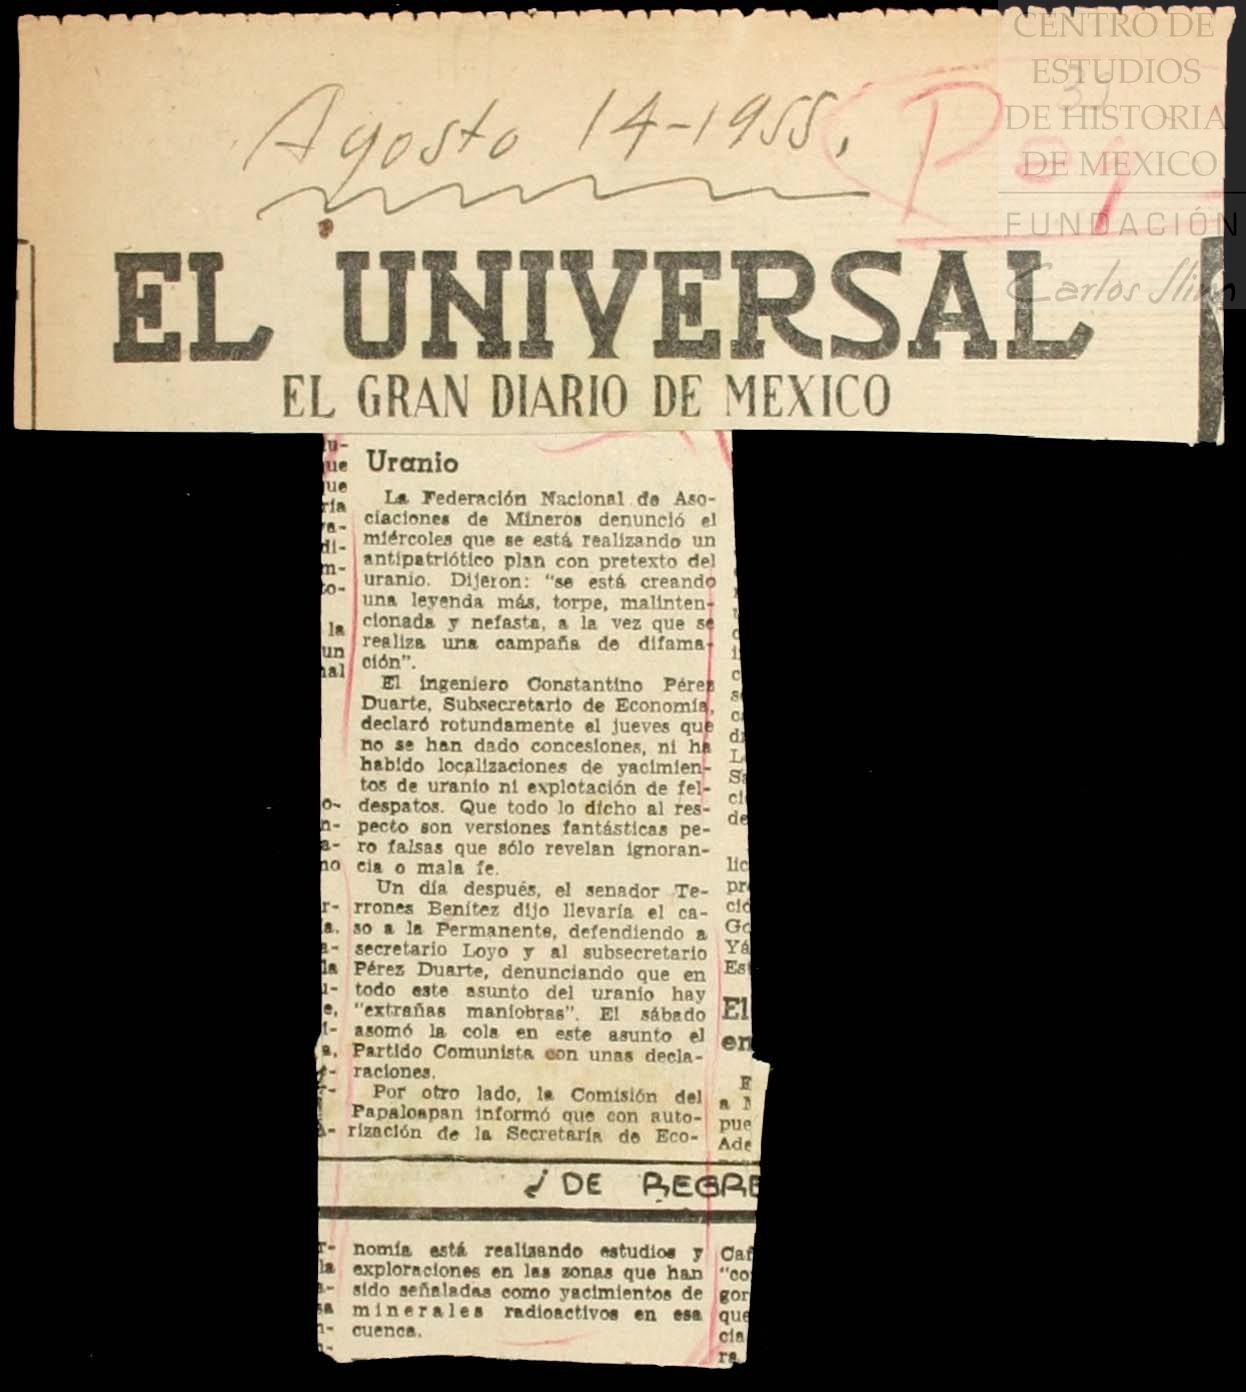 CENTRO DE
ESTUDIOS
DE HISTORIA
DE MEXICO
FUNDACIÓN
Carlos Slim
Agosto 14-1955.
EL UNIVERSAL
EL GRAN DIARIO DE MEXICO
Uranio
La Federación Nacional de Aso-
ciaciones de Mineros denunció el
miércoles que se está realizando un
antipatriótico plan con pretexto del
uranio. Dijeron: "se está creando
una leyenda más, torpe, malinten-
cionada y nefasta, a la vez que se
realiza una campaña de difama-
ción".
El ingeniero Constantino Pérez
Duarte, Subsecretario de Economía,
declaró rotundamente el jueves que
no se han dado concesiones, ni ha
habido localizaciones de yacimien-
tos de uranio ni explotación de fel-
despatos. Que todo lo dicho al res-
pecto son versiones fantásticas pe-
ro falsas que sólo revelan ignoran-
cia o mala fe.
Un día después, el senador Te-
rrones Benítez dijo llevaría el ca-
so a la Permanente, defendiendo a
secretario Loyo y al subsecretario
Pérez Duarte, denunciando que en
todo este asunto del uranio hay
"extrañas maniobras". El sábado
asomó la cola en este asunto el
Partido Comunista con unas decla-
raciones.
Por otro lado, la Comisión del
Papaloapan informó que con auto-
rización de la Secretaría de Eco-
¿DE REGRE
nomía está realizando estudios y
exploraciones en las zonas que han
sido señaladas como yacimientos de
minerales radioactivos en esa
cuenca.